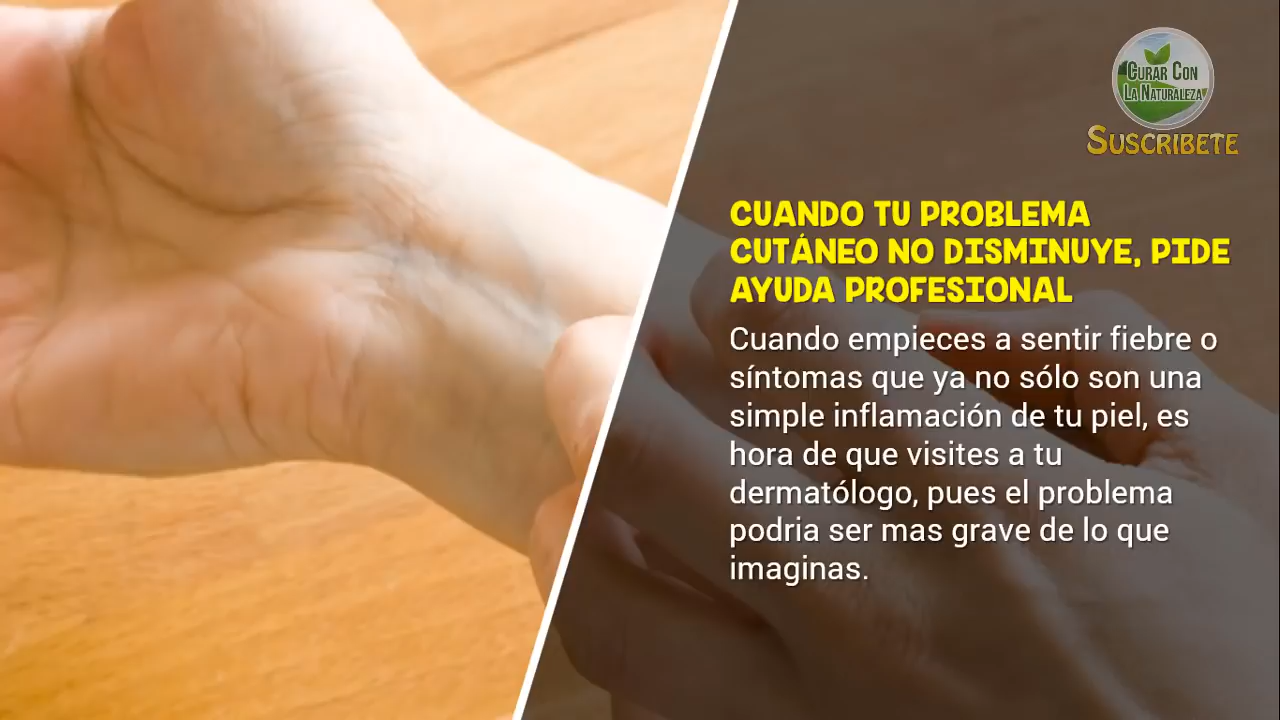 CURAR CON
LA NATURALEZA
SUSCRIBETE
CUANDO TU PROBLEMA
CUTÁNEO NO DISMINUYE, PIDE
AYUDA PROFESIONAL
Cuando empieces a sentir fiebre o
síntomas que ya no sólo son una
simple inflamación de tu piel, es
hora de que visites a tu
dermatólogo, pues el problema
podria ser mas grave de lo que
imaginas.